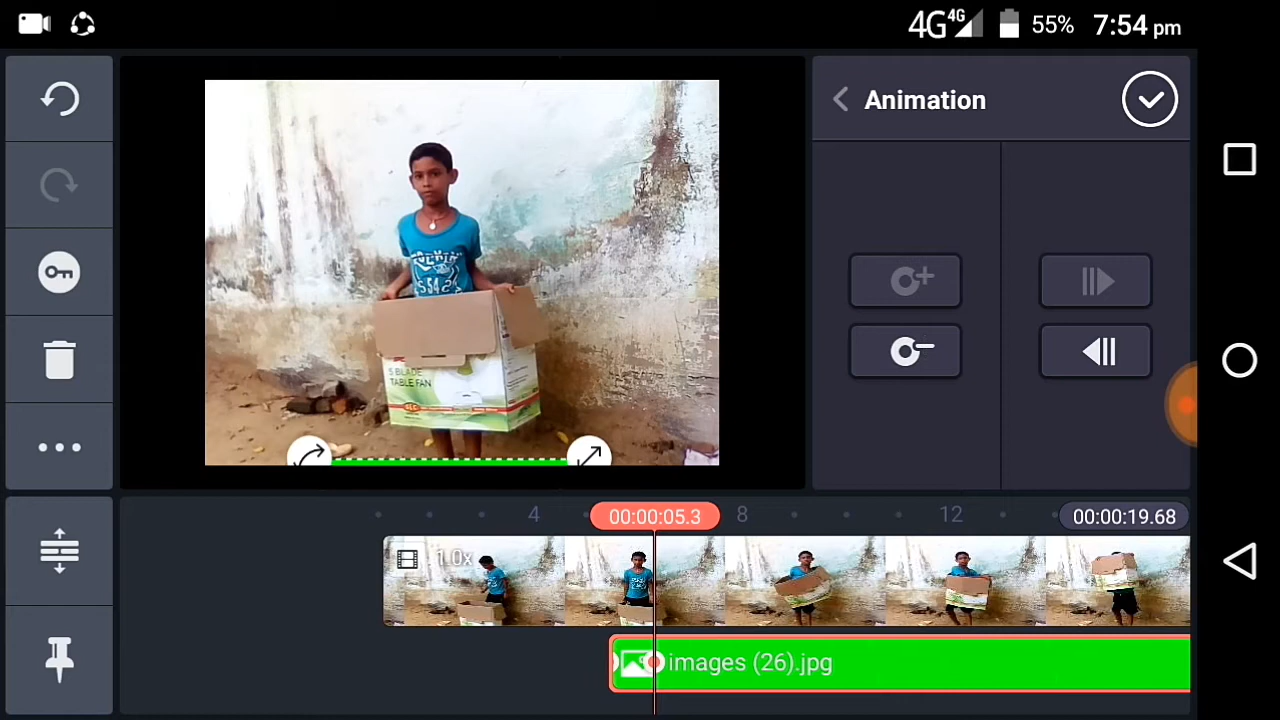 4G 4G 55% 7:54 pm
Animation
5 BLADE
TABLE FAN
4 00:00:05.3 8 12 00:00:19.68
1.0x
images (26).jpg